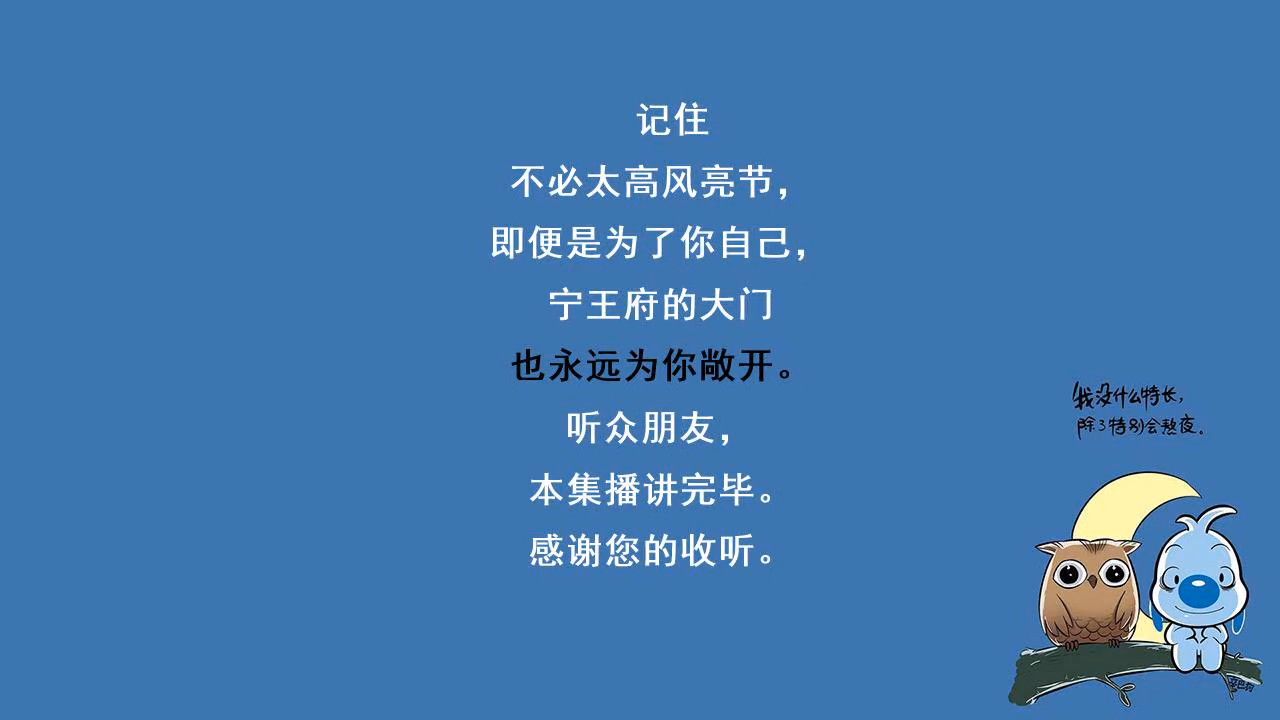 记住
不必太高风亮节，
即便是为了你自己，
宁王府的大门
也永远为你敞开。
听众朋友，
本集播讲完毕。
感谢您的收听。
我没什么特长，
除了特别会熬夜。